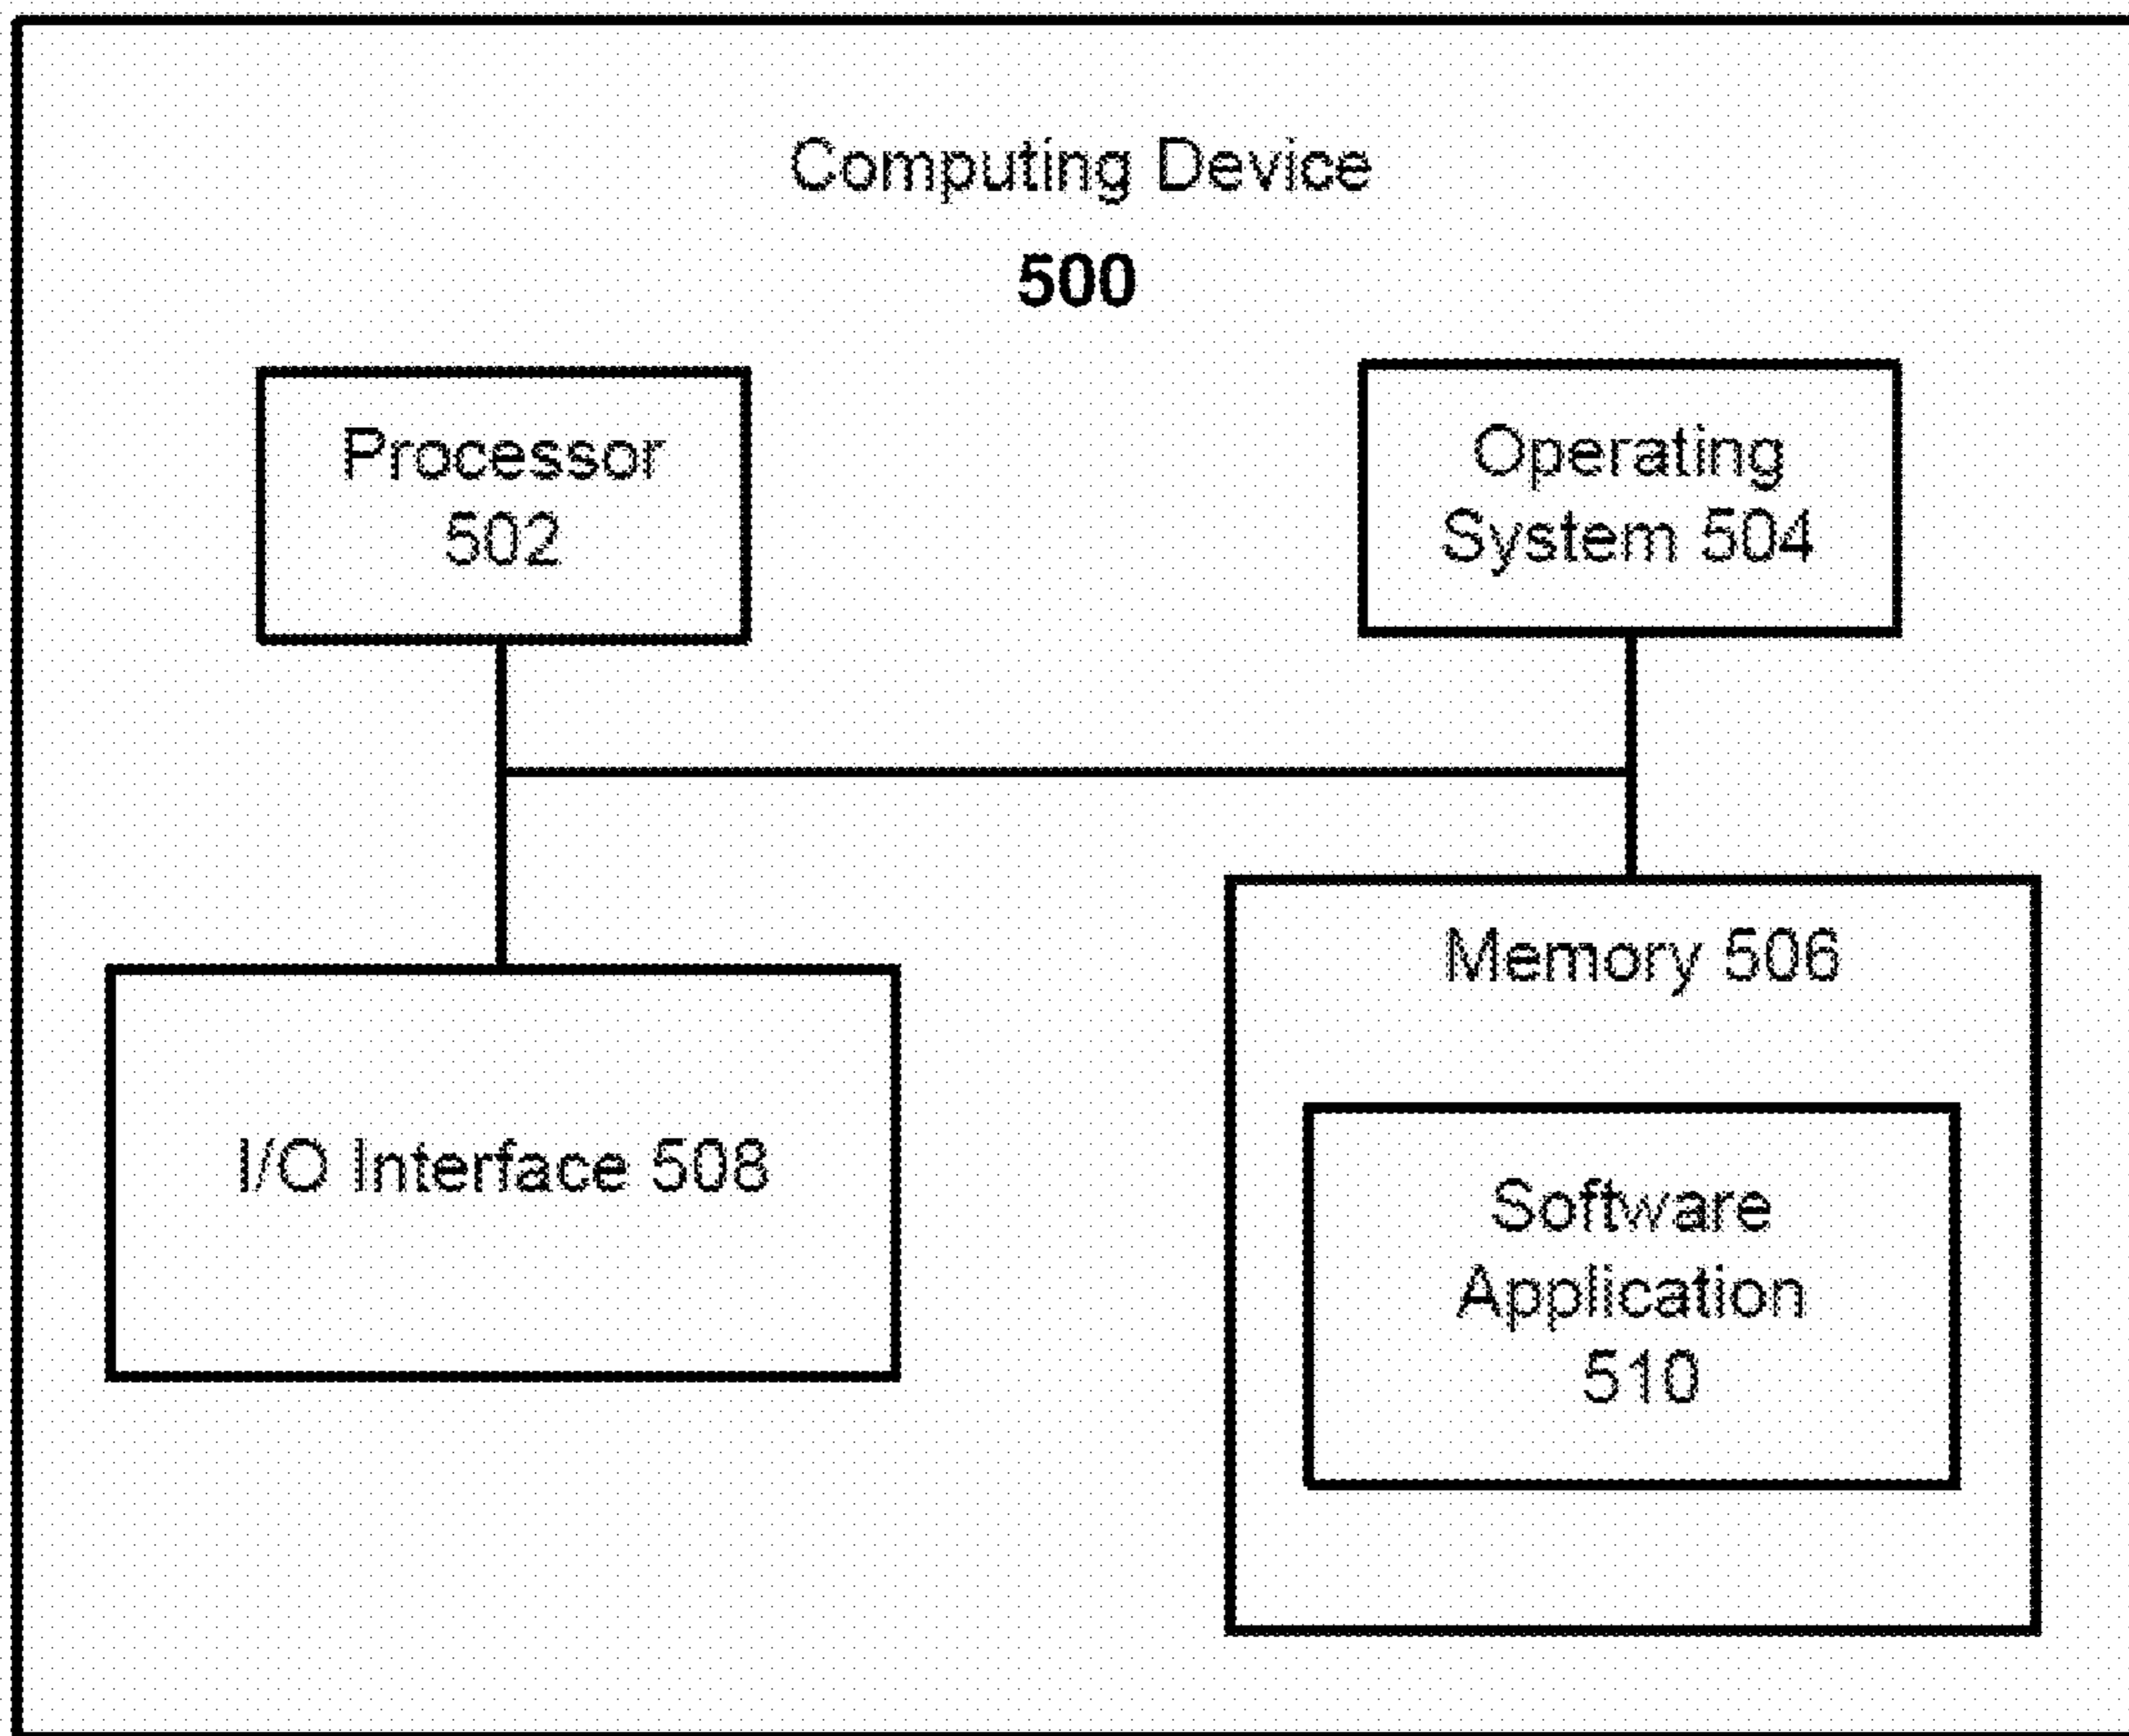 Computing Device
500
Processor
502
Operating
System 504
I/O Interface 508
Memory 506
Software
Application
510